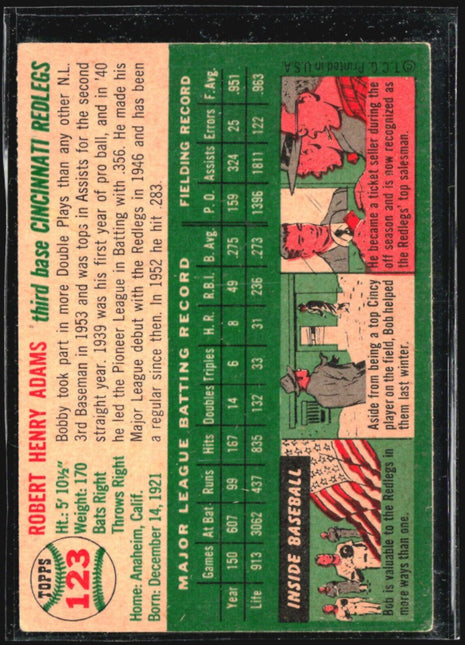 TOPPS
123
ROBERT HENRY ADAMS third base CINCINNATI REDLEGS
Ht.: 5' 10½"
Weight: 170
Bats Right
Throws Right
Home: Anaheim, Calif.
Born: December 14, 1921
Bobby took part in more Double Plays than any other N.L.
3rd Baseman in 1953 and was tops in Assists for the second
straight year. 1939 was his first year of pro ball, and in '40
he led the Pioneer League in Batting with .356. He made his
Major League debut with the Redlegs in 1946 and has been
a regular since then. In 1952 he hit .283.
MAJOR LEAGUE BATTING RECORD FIELDING RECORD
Games At Bat Runs Hits Doubles Triples H.R. R.B.I. B. Avg. P.O. Assists Errors F. Avg.
Year 150 607 99 167 14 6 8 49 .275 159 324 25 .951
Life 913 3062 437 835 132 33 31 236 .273 1396 1811 122 .963
INSIDE BASEBALL
Bob is valuable to the Redlegs in
more ways than one.
Aside from being a top Cincy
player on the field, Bob helped
them last winter.
He became a ticket seller during the
off season and is now recognized as
the Redlegs' top salesman.
© T.C.G. Printed in U.S.A.